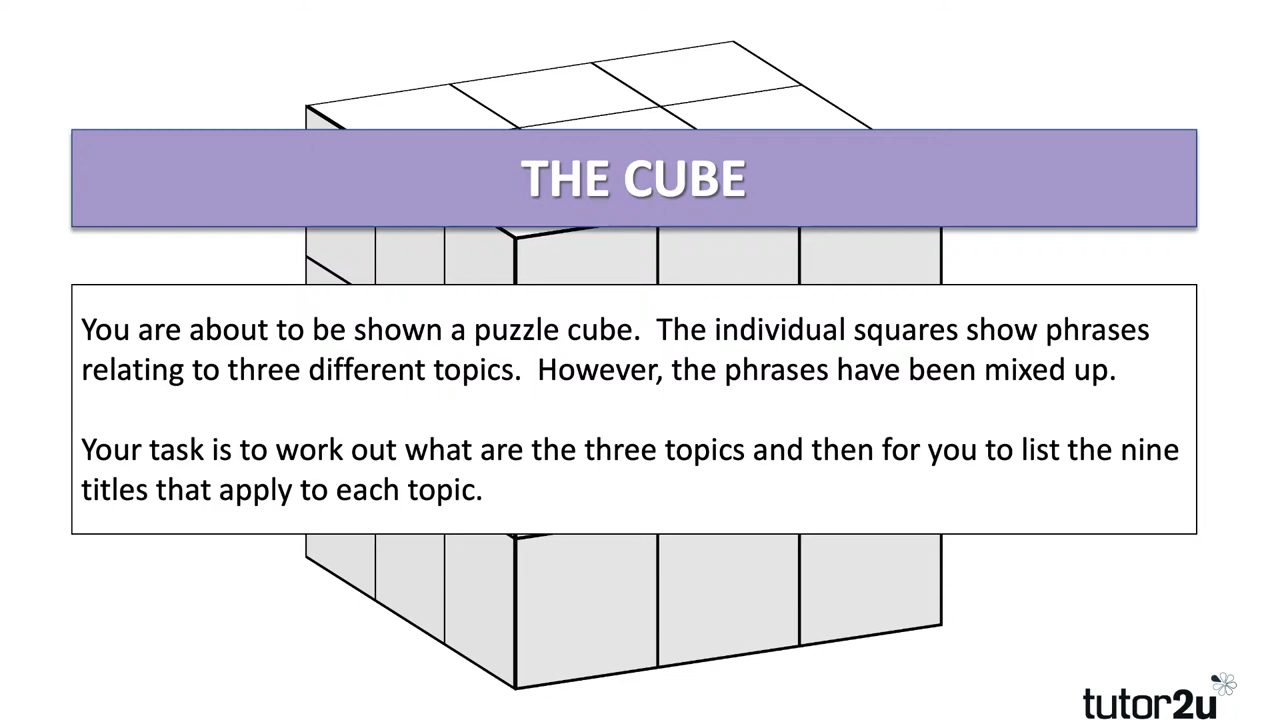 THE CUBE
You are about to be shown a puzzle cube.  The individual squares show phrases
relating to three different topics.  However, the phrases have been mixed up.
Your task is to work out what are the three topics and then for you to list the nine
titles that apply to each topic.
tutor2u